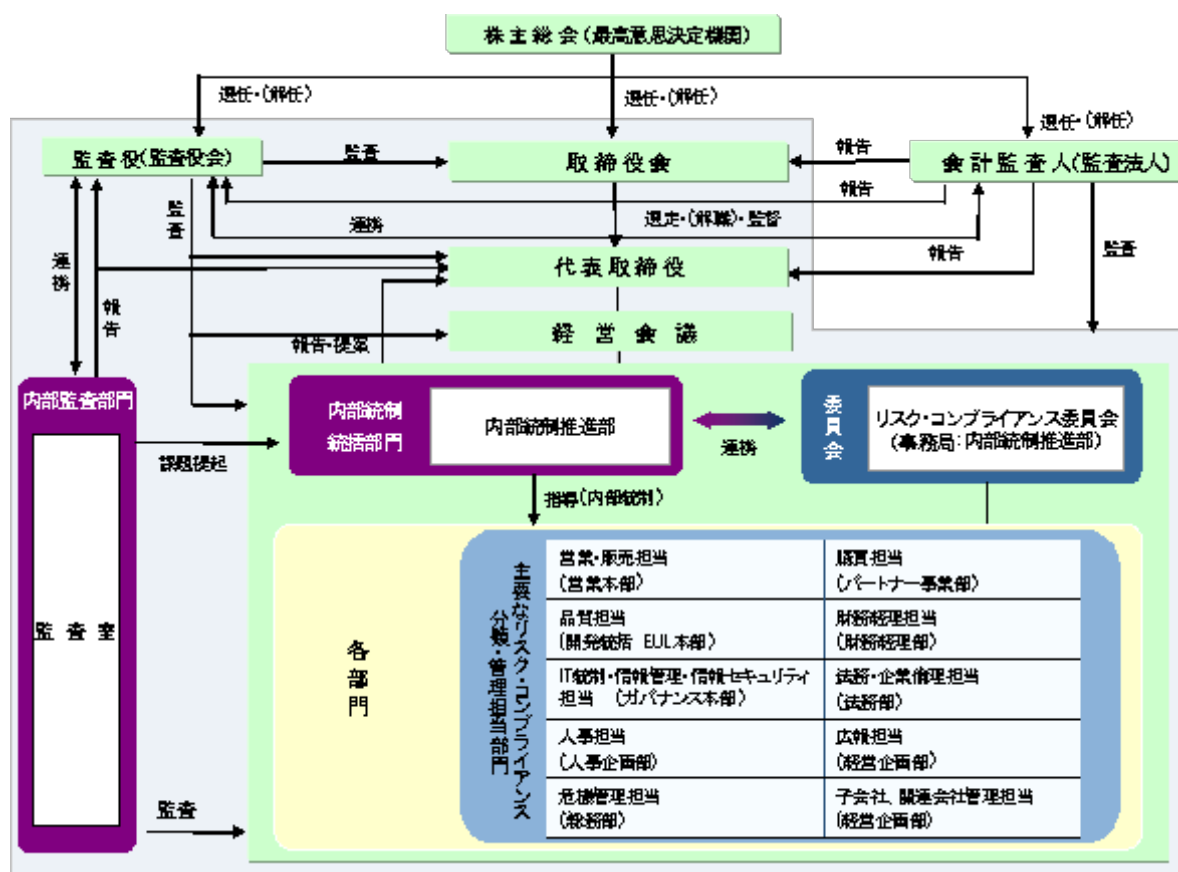 株主総会(最高意思決定機関)
選任・(解任)
選任・(解任)
選任・(解任)
監査役(監査役会)
監査
取締役会
報告
会計監査人(監査法人)
報告
監査
連携
選定・(解職)・監督
連携
報告
代表取締役
報告
監査
経営会議
報告・提案
内部監査部門
監査室
課題提起
監査
内部統制
統括部門
内部統制推進部
連携
委員会
リスク・コンプライアンス委員会
(事務局:内部統制推進部)
指導(内部統制)
各部門
主要なリスク・コンプライアンス
分類・管理担当部門
営業・販売担当
(営業本部)
購買担当
(パートナー事業部)
品質担当
(開発統括 EUL本部)
財務経理担当
(財務経理部)
IT統制・情報管理・情報セキュリティ
担当 (ガバナンス本部)
法務・企業倫理担当
(法務部)
人事担当
(人事企画部)
広報担当
(経営企画部)
危機管理担当
(総務部)
子会社、関連会社管理担当
(経営企画部)